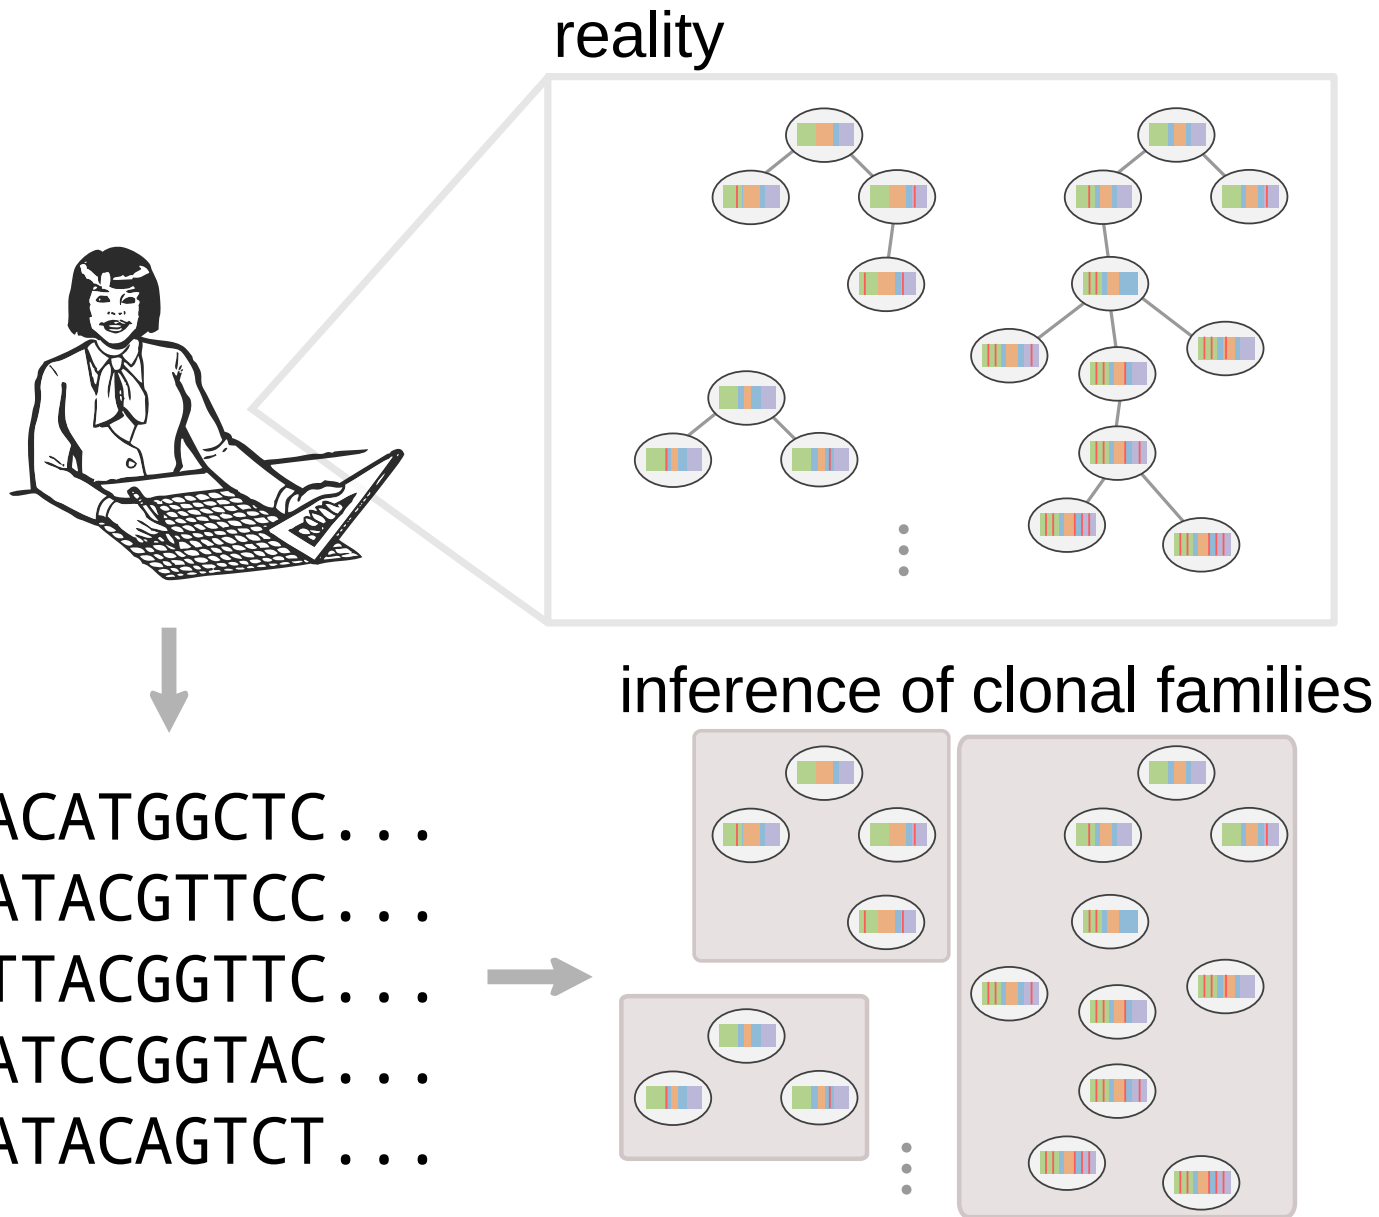 reality
inference of clonal families
ACATGGCTC...
ATACGTTCC...
TTACGGTTC...
ATCCGGTAC...
ATACAGTCT...